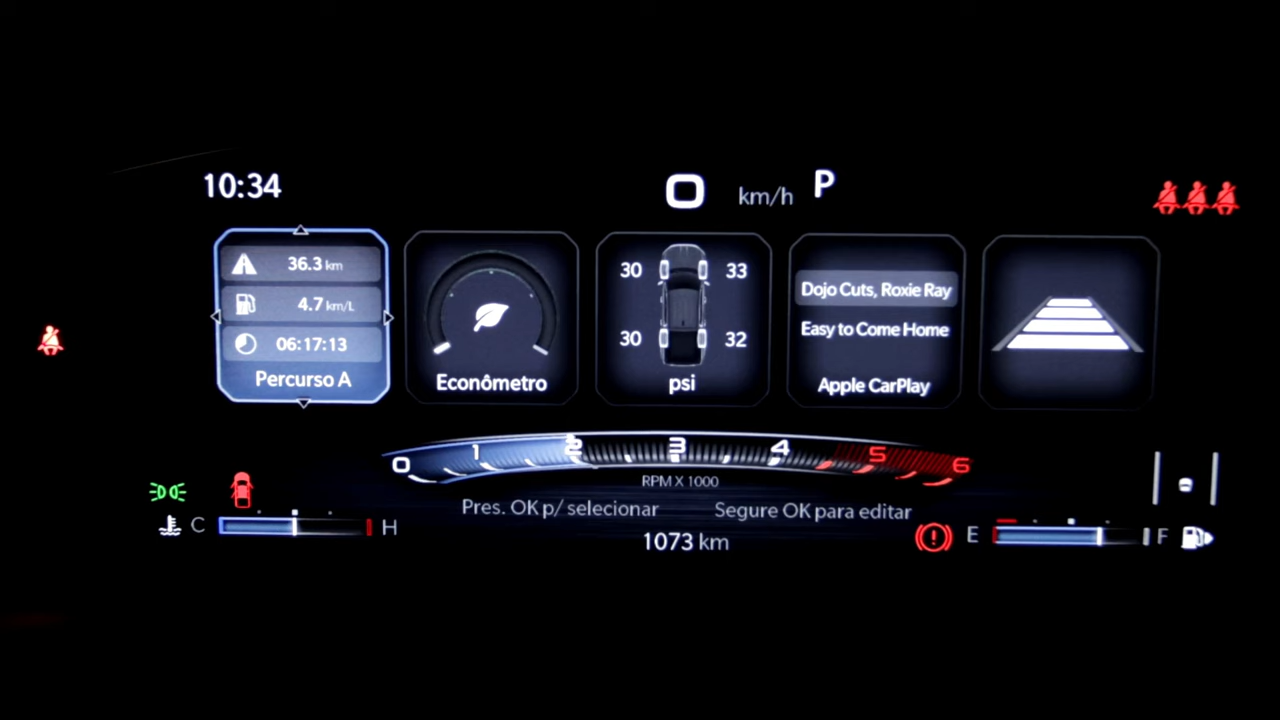 10:34
0 km/h P
36.3 km
4.7 km/L
06:17:13
Percurso A
Econômetro
30 33
30 32
psi
Dojo Cuts, Roxie Ray
Easy to Come Home
Apple CarPlay
0 1 2 3 4 5 6
RPM X 1000
Pres. OK p/ selecionar Segure OK para editar
C H
1073 km
E F